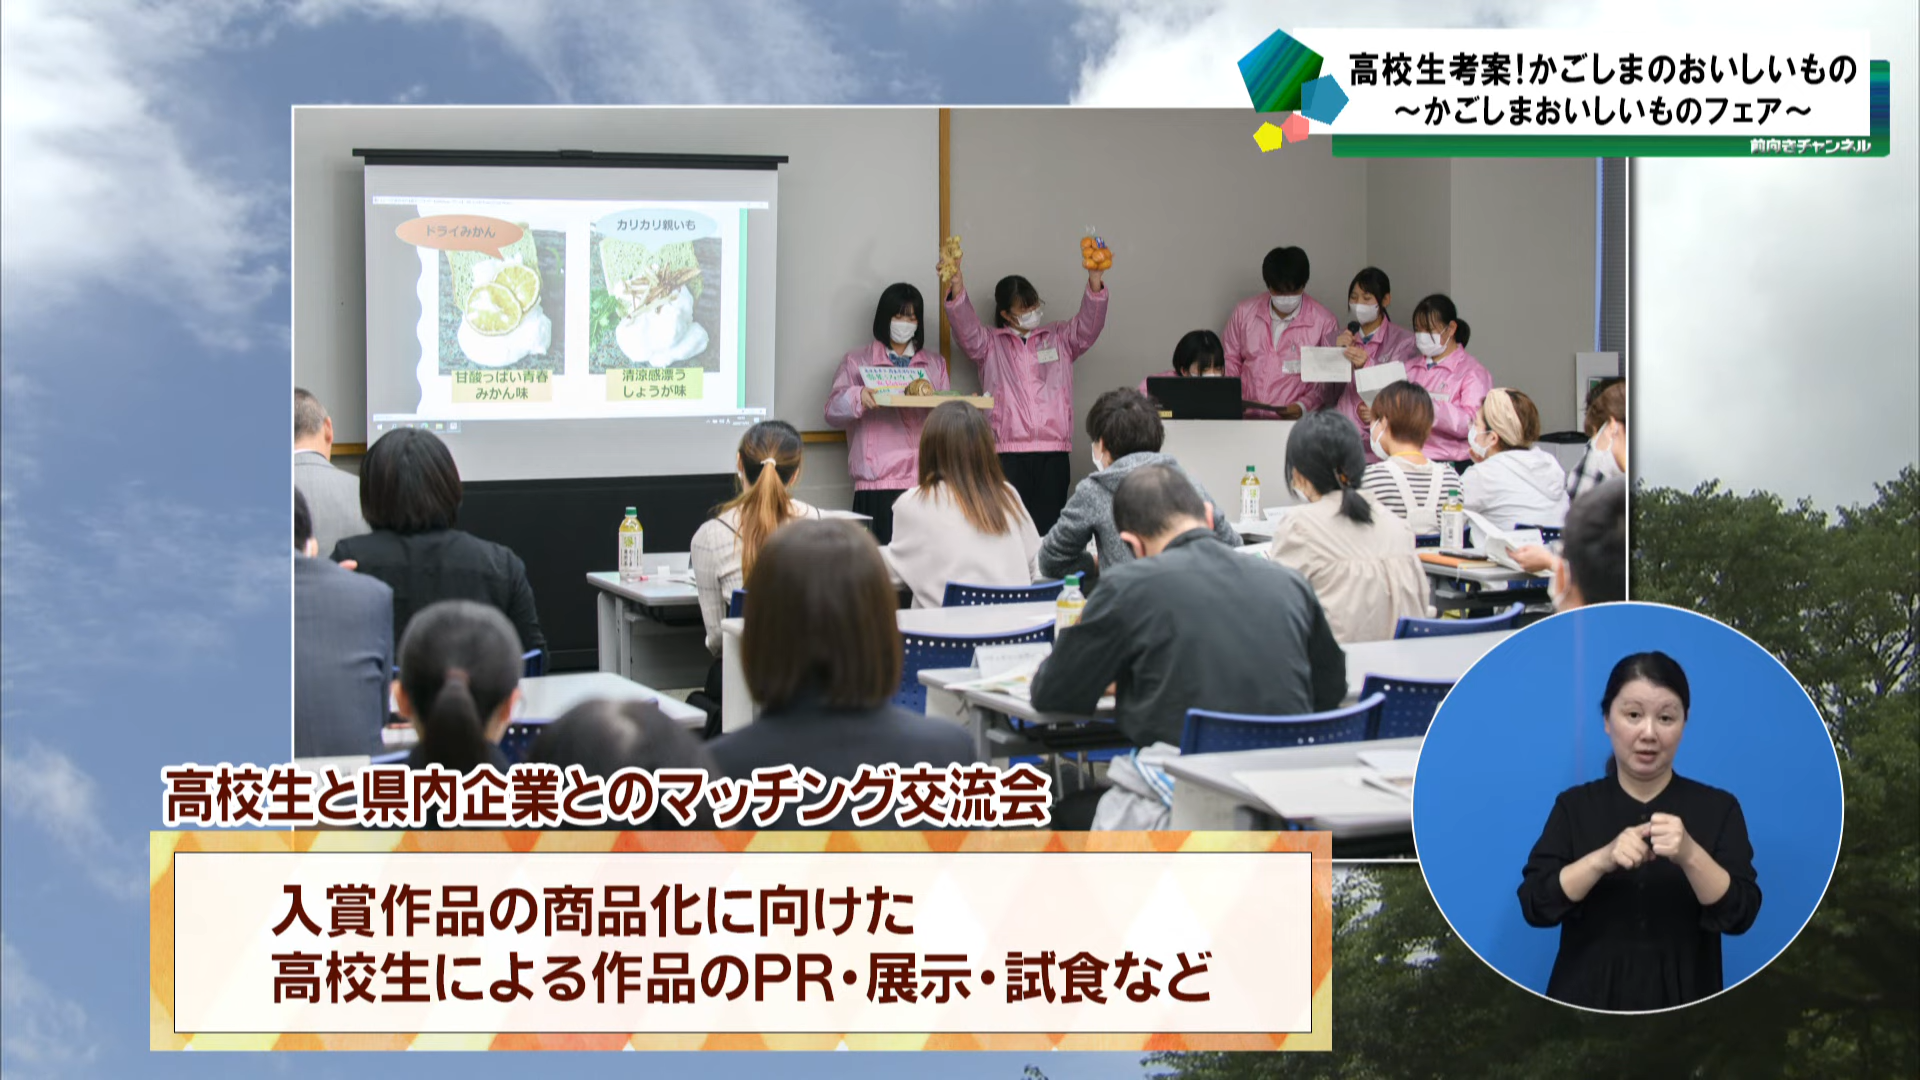 高校生考案!かごしまのおいしいもの
～かごしまおいしいものフェア～
前向きチャンネル
ドライみかん
カリカリ親いも
甘酸っぱい青春
みかん味
清涼感漂う
しょうが味
高校生と県内企業とのマッチング交流会
入賞作品の商品化に向けた
高校生による作品のPR・展示・試食など